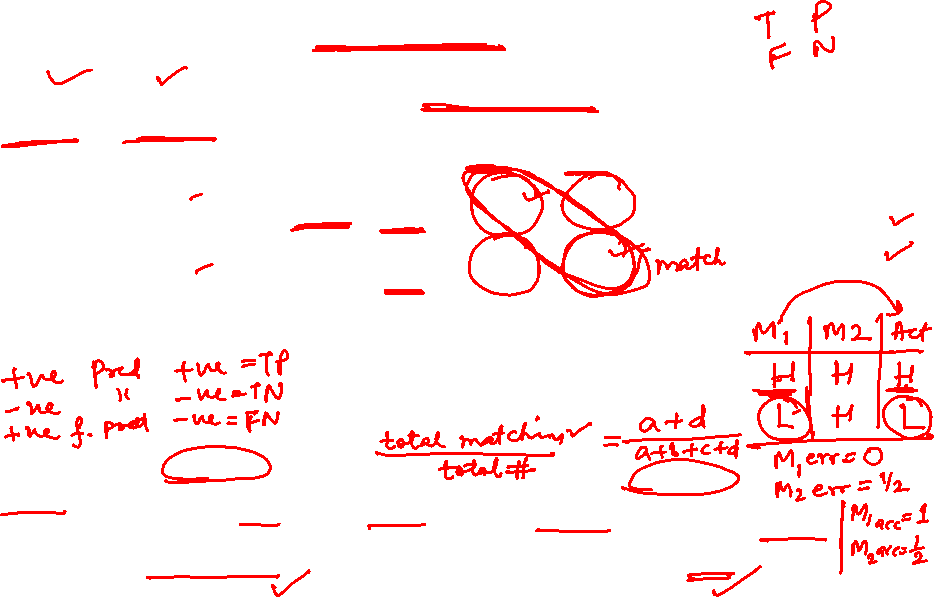 T P
F N
match
M1 M2 Act
H H H
L H L
M1 err = 0
M2 err = 1/2
M1 acc = 1
M2 acc = 1/2
+ve Pred +ve = TP
-ve " -ve = TN
+ve f. pred -ve = FN
total matching / total # = a+d / a+b+c+d